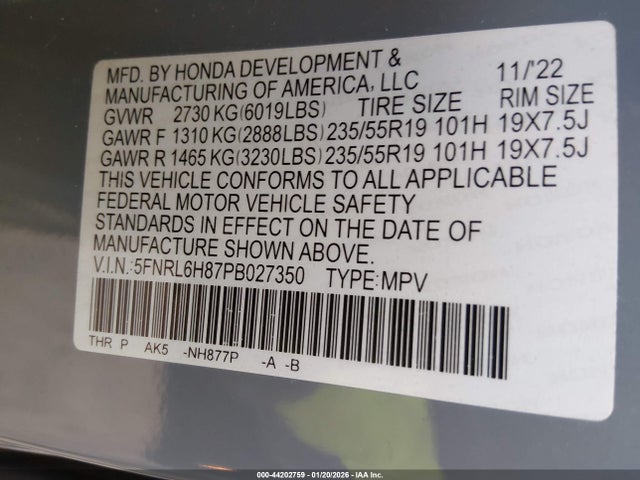 MFD. BY HONDA DEVELOPMENT &
MANUFACTURING OF AMERICA, LLC 11/'22
GVWR 2730 KG(6019LBS) TIRE SIZE RIM SIZE
GAWR F 1310 KG(2888LBS) 235/55R19 101H 19X7.5J
GAWR R 1465 KG(3230LBS) 235/55R19 101H 19X7.5J
THIS VEHICLE CONFORMS TO ALL APPLICABLE
FEDERAL MOTOR VEHICLE SAFETY
STANDARDS IN EFFECT ON THE DATE OF
MANUFACTURE SHOWN ABOVE.
V.I.N.:5FNRL6H87PB027350 TYPE:MPV
THR P AK5 -NH877P -A -B
000-44202759 | 01/20/2026 - IAA Inc.